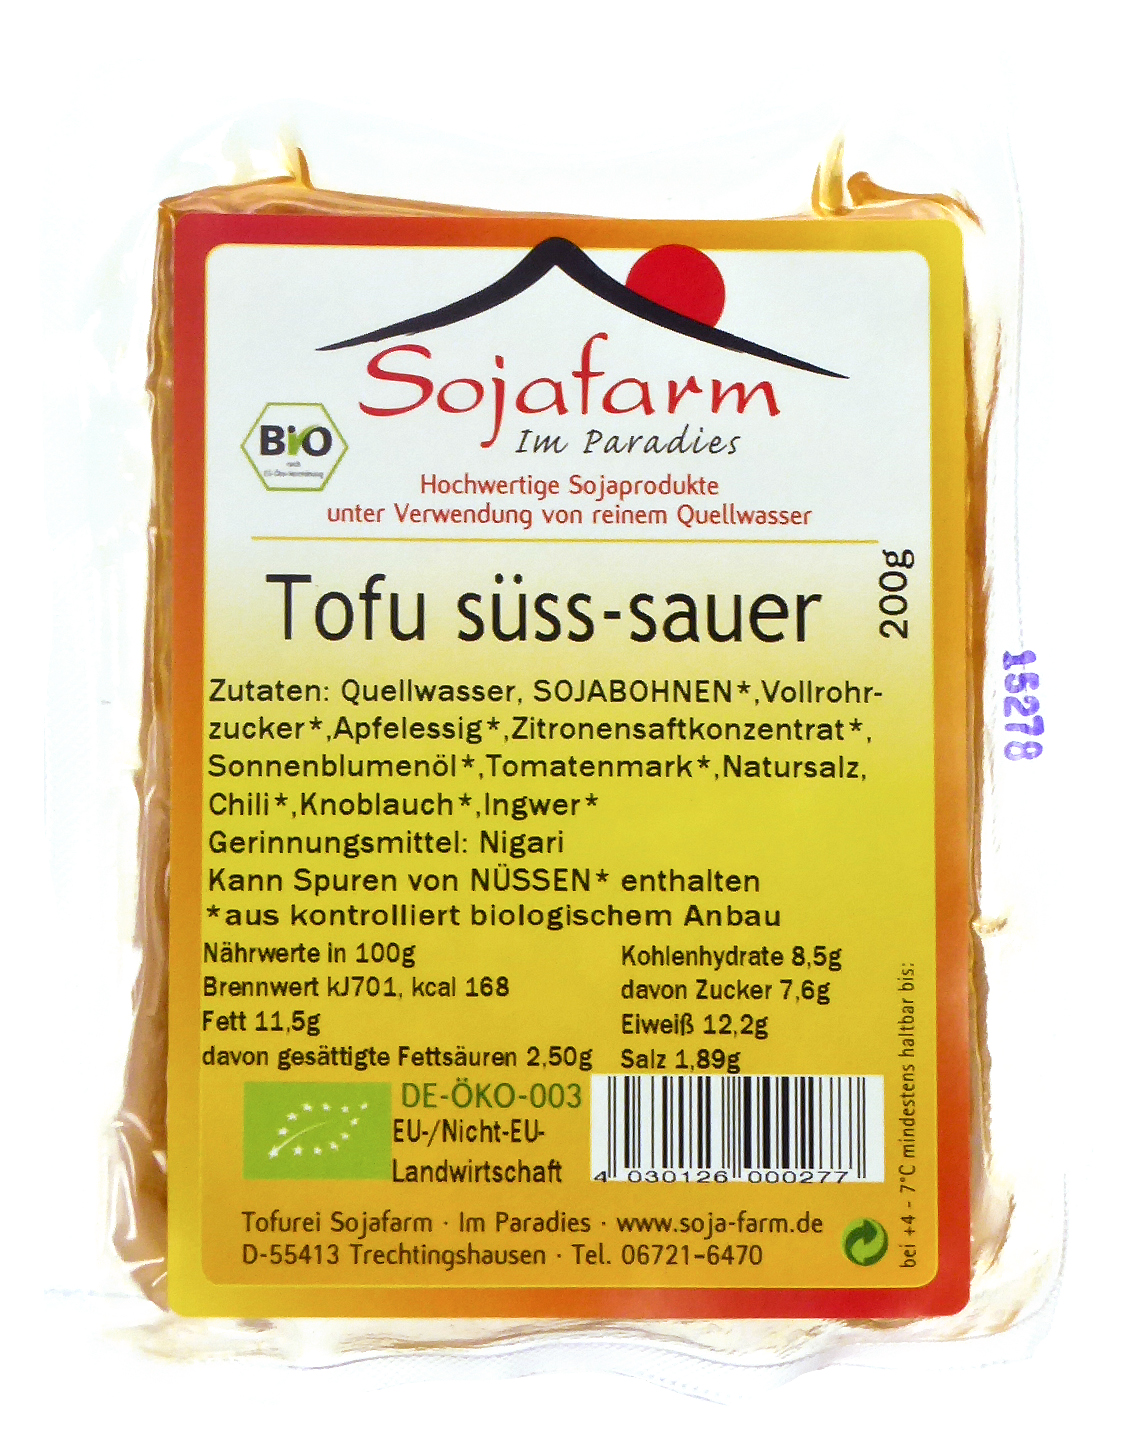 Sojafarm
Im Paradies
BiO
nach
EG-Öko-Verordnung
Hochwertige Sojaprodukte
unter Verwendung von reinem Quellwasser
Tofu süss-sauer
200g
Zutaten: Quellwasser, SOJABOHNEN*,Vollrohr-
zucker*,Apfelessig*,Zitronensaftkonzentrat*,
Sonnenblumenöl*,Tomatenmark*,Natursalz,
Chili*,Knoblauch*,Ingwer*
Gerinnungsmittel: Nigari
Kann Spuren von NÜSSEN* enthalten
*aus kontrolliert biologischem Anbau
Nährwerte in 100g
Brennwert kJ701, kcal 168
Fett 11,5g
davon gesättigte Fettsäuren 2,50g
Kohlenhydrate 8,5g
davon Zucker 7,6g
Eiweiß 12,2g
Salz 1,89g
DE-ÖKO-003
EU-/Nicht-EU-
Landwirtschaft
4 030126 000277
bei +4 - 7°C mindestens haltbar bis:
Tofurei Sojafarm · Im Paradies · www.soja-farm.de
D-55413 Trechtingshausen · Tel. 06721-6470
15278